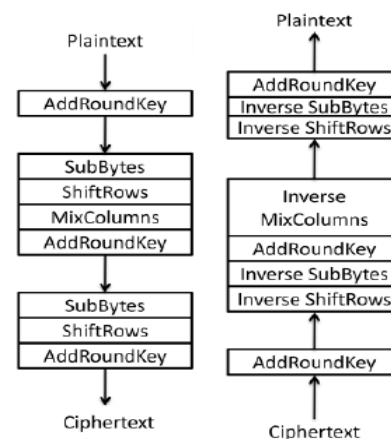 Plaintext
AddRoundKey
SubBytes
ShiftRows
MixColumns
AddRoundKey
SubBytes
ShiftRows
AddRoundKey
Ciphertext
Plaintext
AddRoundKey
Inverse SubBytes
Inverse ShiftRows
Inverse
MixColumns
AddRoundKey
Inverse SubBytes
Inverse ShiftRows
AddRoundKey
Ciphertext